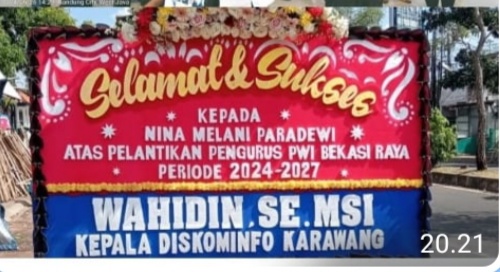 Selamat & Sukses
KEPADA
NINA MELANI PARADEWI
ATAS PELANTIKAN PENGURUS PWI BEKASI RAYA
PERIODE 2024-2027
WAHIDIN.SE.MSI
KEPALA DISKOMINFO KARAWANG
20.21